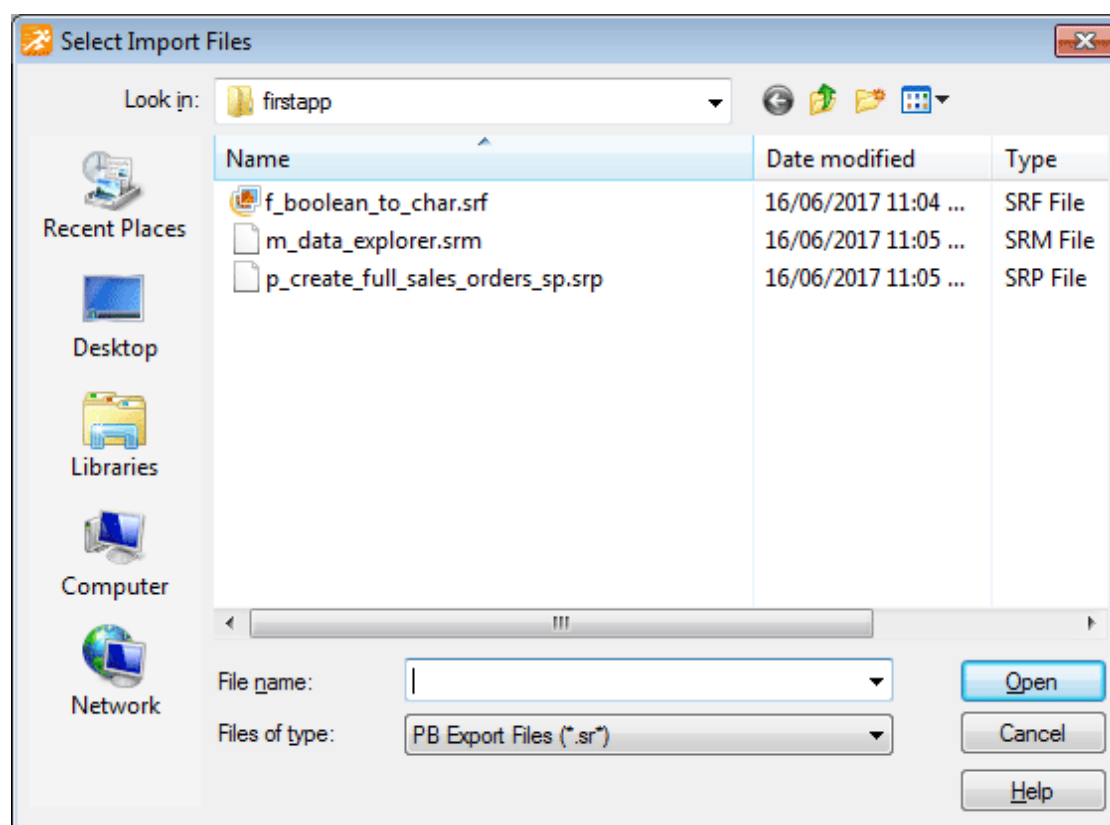 Select Import Files
Look in: firstapp
Name Date modified Type
f_boolean_to_char.srf 16/06/2017 11:04 ... SRF File
m_data_explorer.srm 16/06/2017 11:05 ... SRM File
p_create_full_sales_orders_sp.srp 16/06/2017 11:05 ... SRP File
Recent Places
Desktop
Libraries
Computer
Network
File name: Open
Files of type: PB Export Files (*.sr*) Cancel
Help